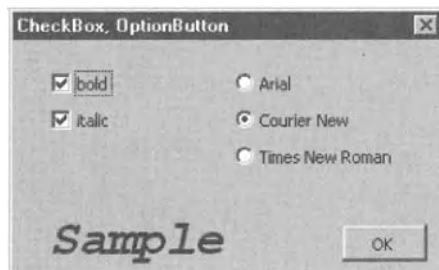 CheckBox, OptionButton
bold
italic
Arial
Courier New
Times New Roman
Sample
OK